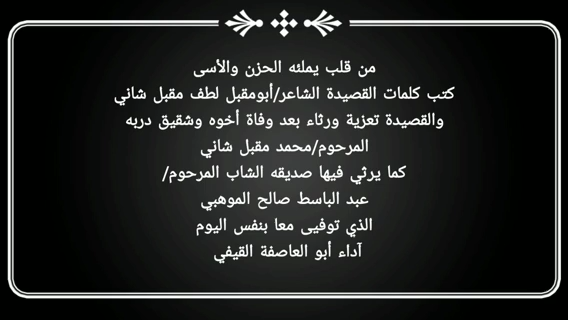 من قلب يملئه الحزن والأسى
كتب كلمات القصيدة الشاعر/أبومقبل لطف مقبل شاني
والقصيدة تعزية ورثاء بعد وفاة أخوه وشقيق دربه
المرحوم/محمد مقبل شاني
كما يرثي فيها صديقه الشاب المرحوم/
عبد الباسط صالح الموهبي
الذي توفيى معا بنفس اليوم
آداء أبو العاصفة القيفي